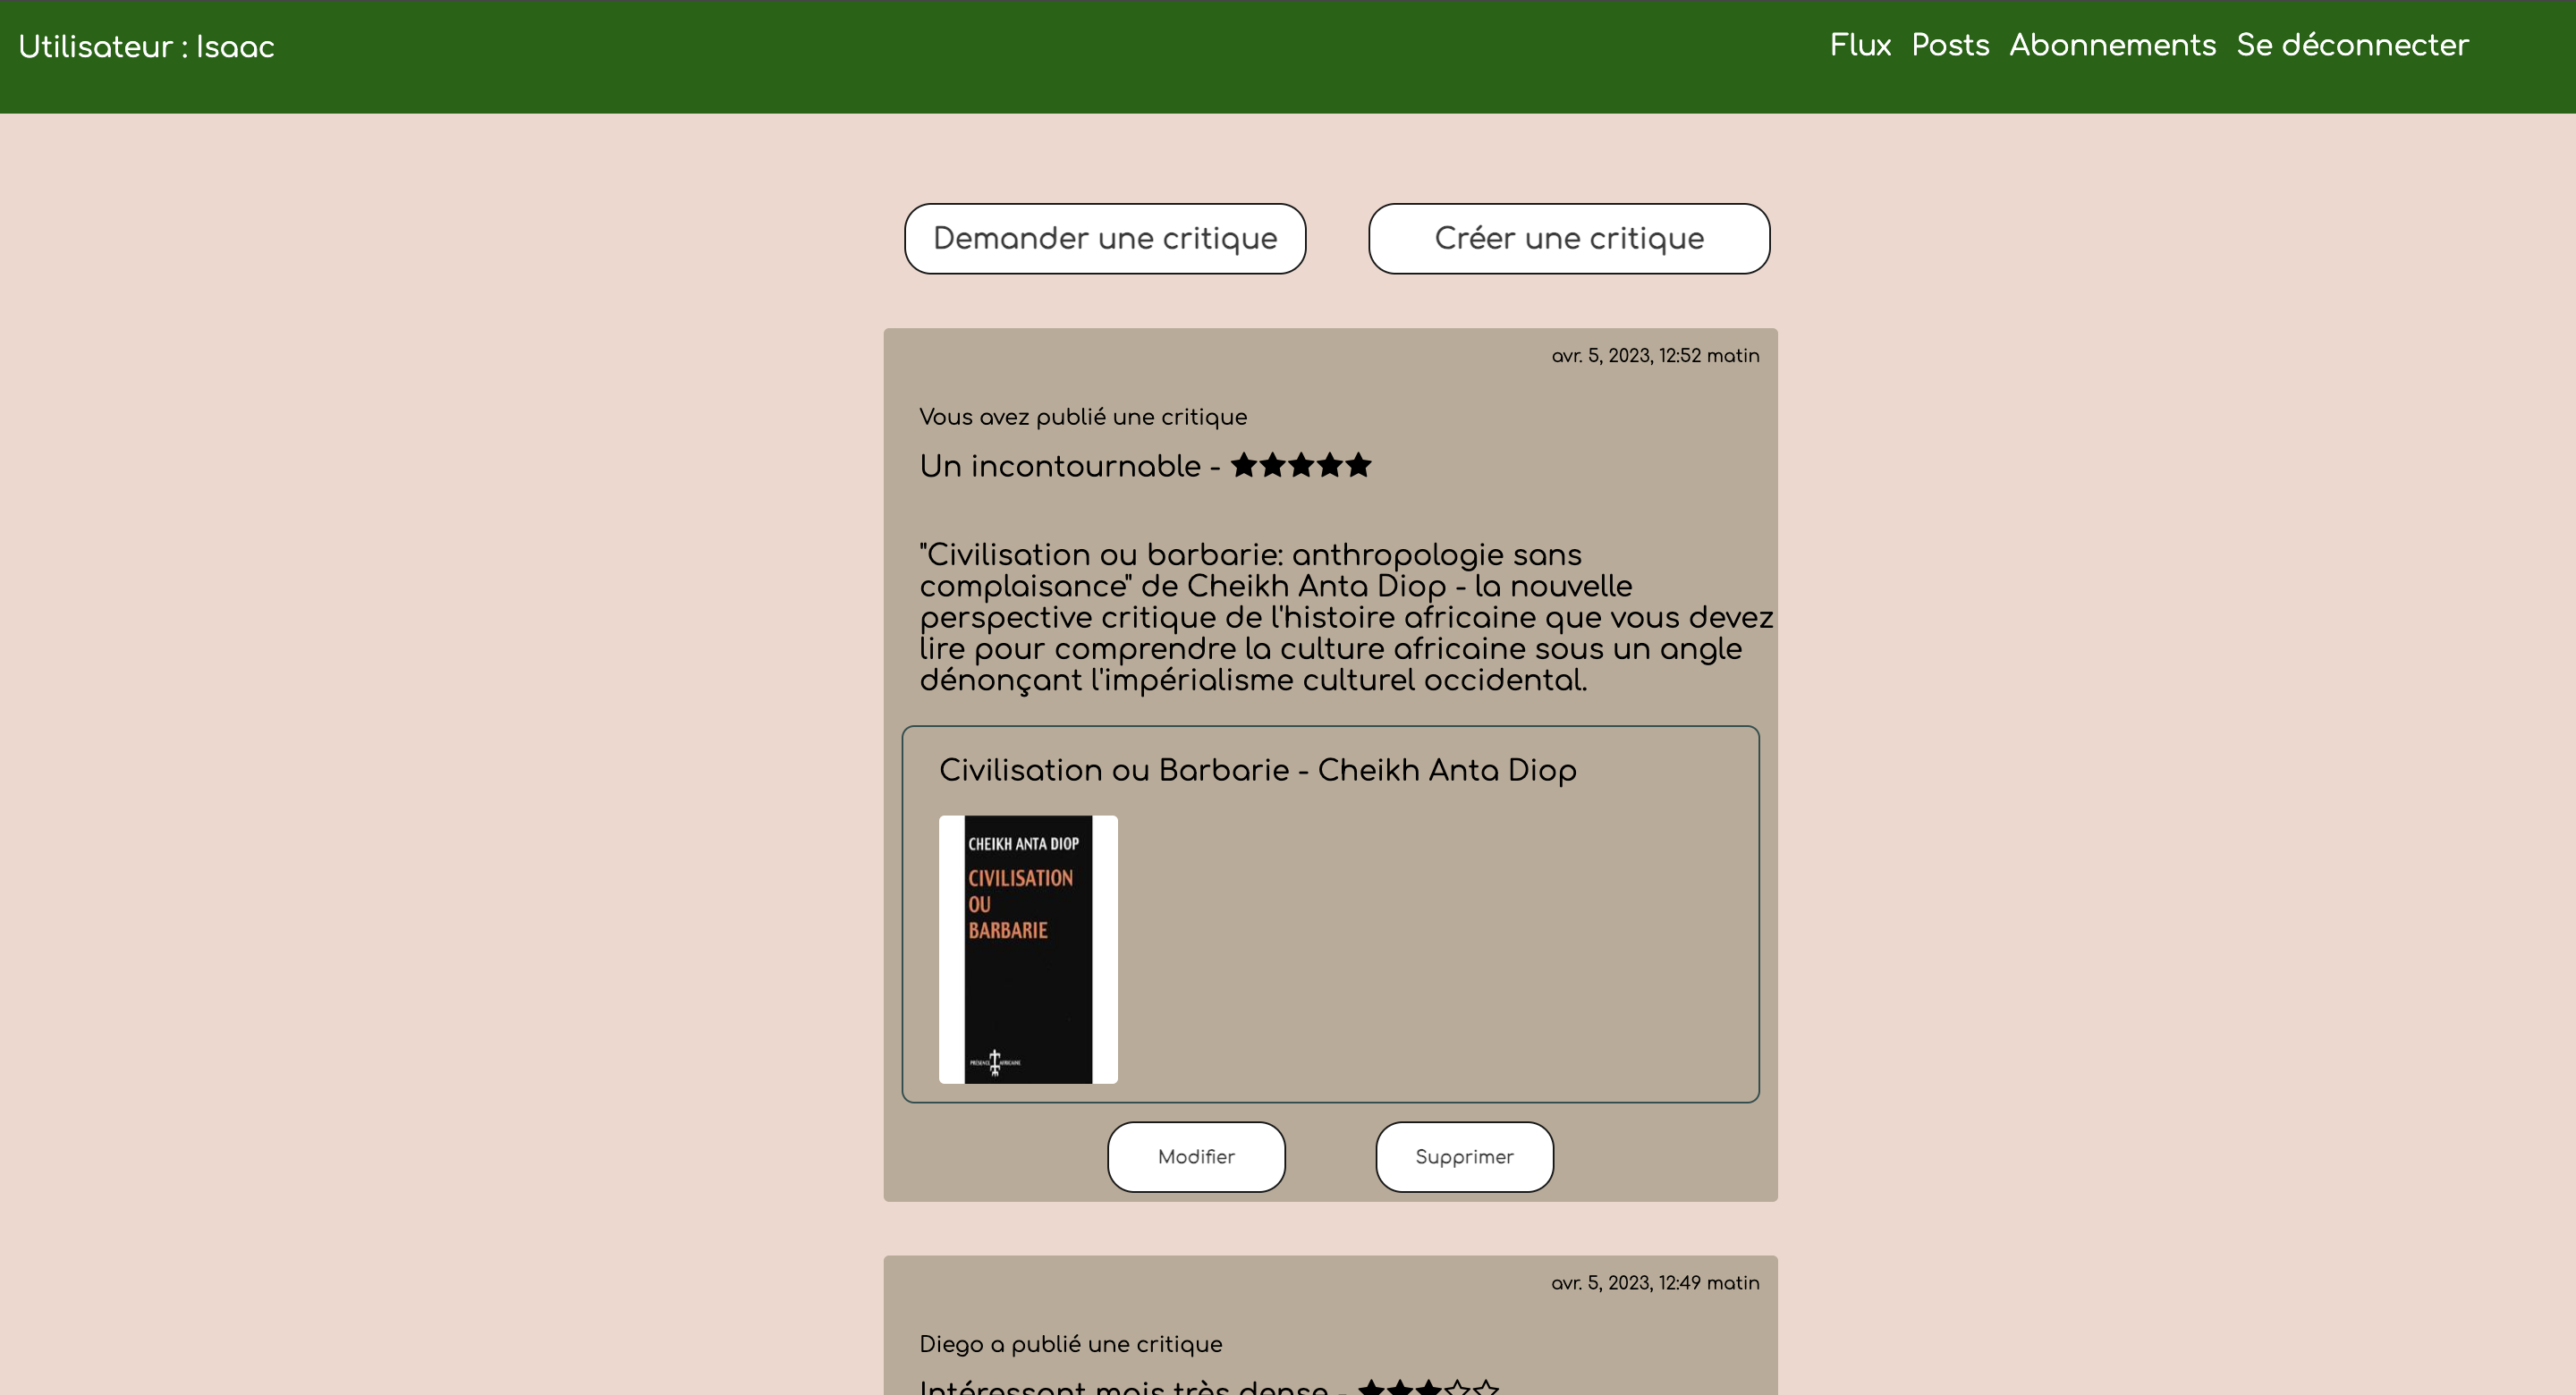 Utilisateur : Isaac
Flux Posts Abonnements Se déconnecter
Demander une critique
Créer une critique
avr. 5, 2023, 12:52 matin
Vous avez publié une critique
Un incontournable - ★★★★★
"Civilisation ou barbarie: anthropologie sans
complaisance" de Cheikh Anta Diop - la nouvelle
perspective critique de l'histoire africaine que vous devez
lire pour comprendre la culture africaine sous un angle
dénonçant l'impérialisme culturel occidental.
Civilisation ou Barbarie - Cheikh Anta Diop
CHEIKH ANTA DIOP
CIVILISATION
OU
BARBARIE
PRÉSENCE AFRICAINE
Modifier
Supprimer
avr. 5, 2023, 12:49 matin
Diego a publié une critique
Intéressant mais très dense - ★★★☆☆